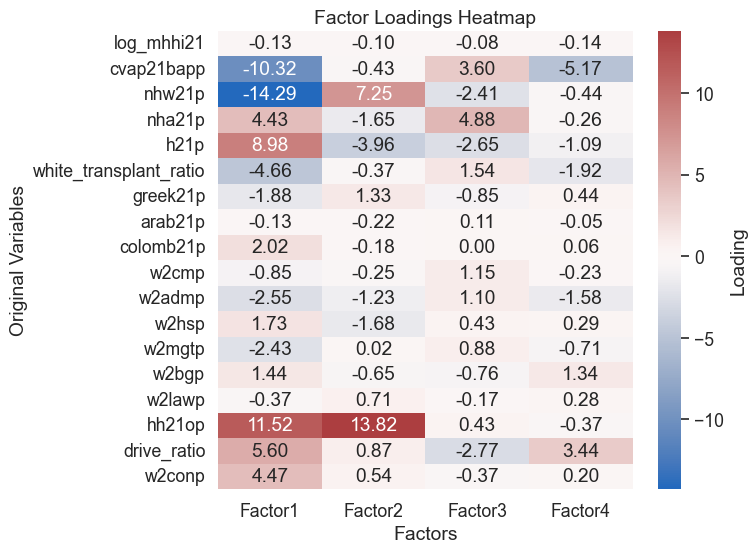 Factor Loadings Heatmap
log_mhhi21 -0.13 -0.10 -0.08 -0.14
cvap21bapp -10.32 -0.43 3.60 -5.17
nhw21p -14.29 7.25 -2.41 -0.44
nha21p 4.43 -1.65 4.88 -0.26
h21p 8.98 -3.96 -2.65 -1.09
white_transplant_ratio -4.66 -0.37 1.54 -1.92
greek21p -1.88 1.33 -0.85 0.44
arab21p -0.13 -0.22 0.11 -0.05
colomb21p 2.02 -0.18 0.00 0.06
w2cmp -0.85 -0.25 1.15 -0.23
w2admp -2.55 -1.23 1.10 -1.58
w2hsp 1.73 -1.68 0.43 0.29
w2mgtp -2.43 0.02 0.88 -0.71
w2bgp 1.44 -0.65 -0.76 1.34
w2lawp -0.37 0.71 -0.17 0.28
hh21op 11.52 13.82 0.43 -0.37
drive_ratio 5.60 0.87 -2.77 3.44
w2conp 4.47 0.54 -0.37 0.20
Factor1 Factor2 Factor3 Factor4
Factors
Original Variables
10
5
0
−5
−10
Loading